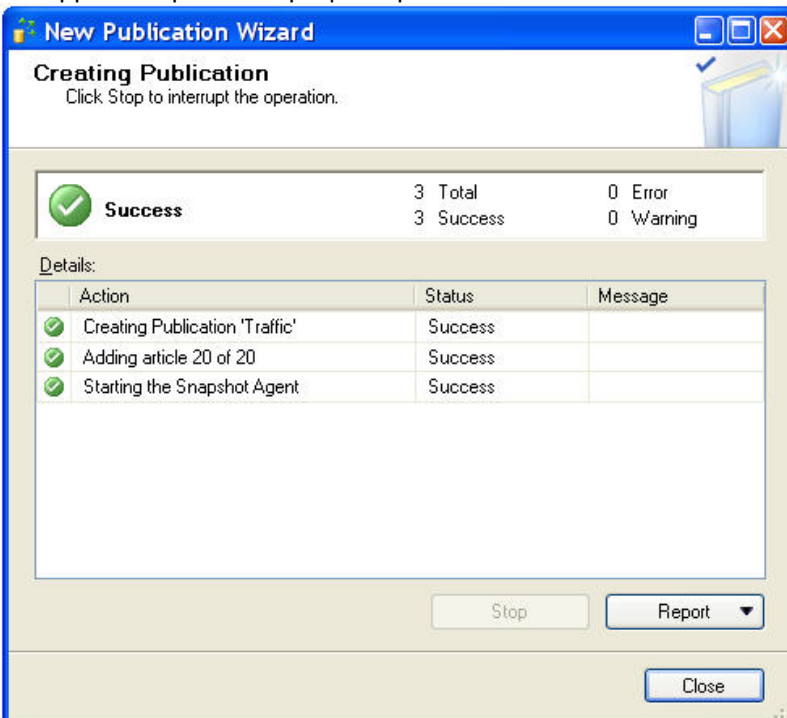 New Publication Wizard
Creating Publication
Click Stop to interrupt the operation.
Success
3 Total 0 Error
3 Success 0 Warning
Details:
Action Status Message
Creating Publication 'Traffic' Success
Adding article 20 of 20 Success
Starting the Snapshot Agent Success
Stop Report
Close